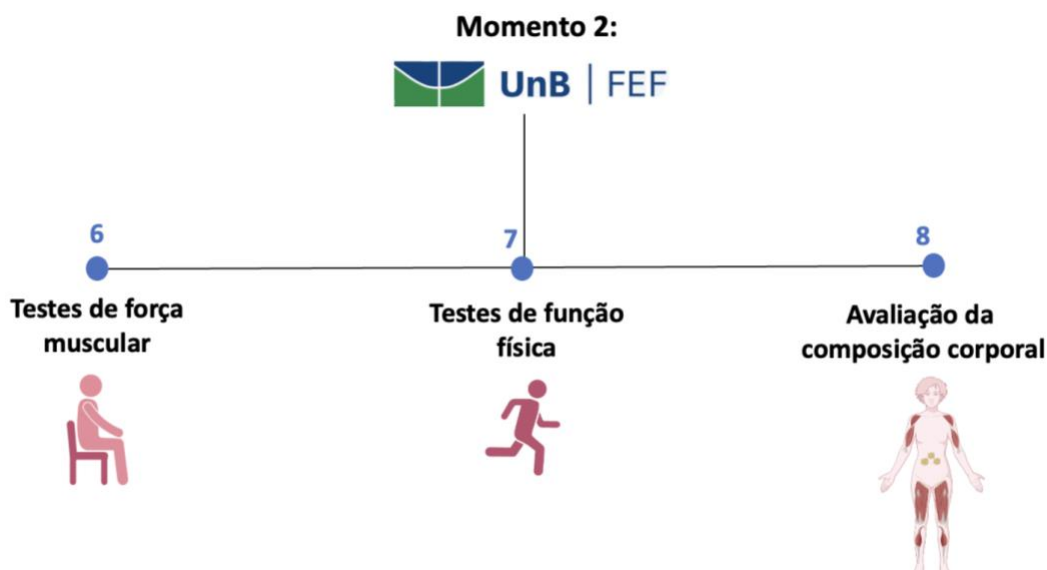 Momento 2:
UnB | FEF
6
7
8
Testes de força
muscular
Testes de função
física
Avaliação da
composição corporal